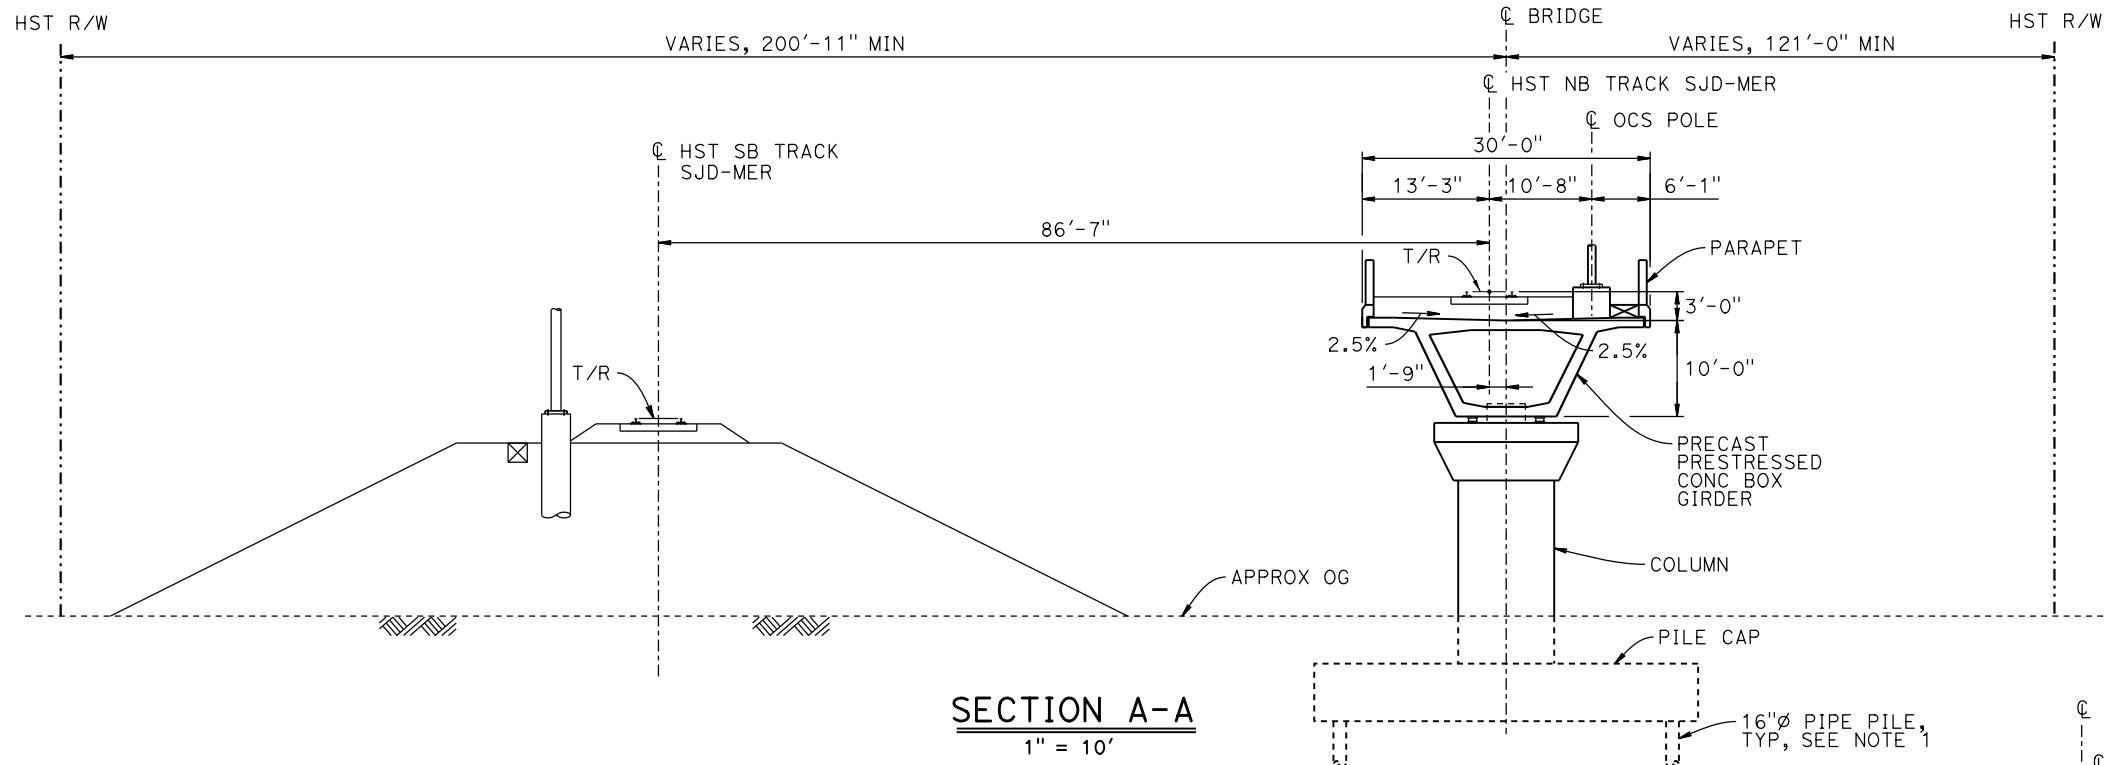 HST R/W
VARIES, 200'-11" MIN
℄ BRIDGE
VARIES, 121'-0" MIN
HST R/W
℄ HST NB TRACK SJD-MER
℄ OCS POLE
30'-0"
℄ HST SB TRACK
SJD-MER
13'-3"
10'-8"
6'-1"
86'-7"
T/R
PARAPET
3'-0"
2.5%
2.5%
T/R
1'-9"
10'-0"
PRECAST
PRESTRESSED
CONC BOX
GIRDER
COLUMN
APPROX OG
PILE CAP
SECTION A-A
1" = 10'
16"Ø PIPE PILE,
TYP, SEE NOTE 1
℄
℄